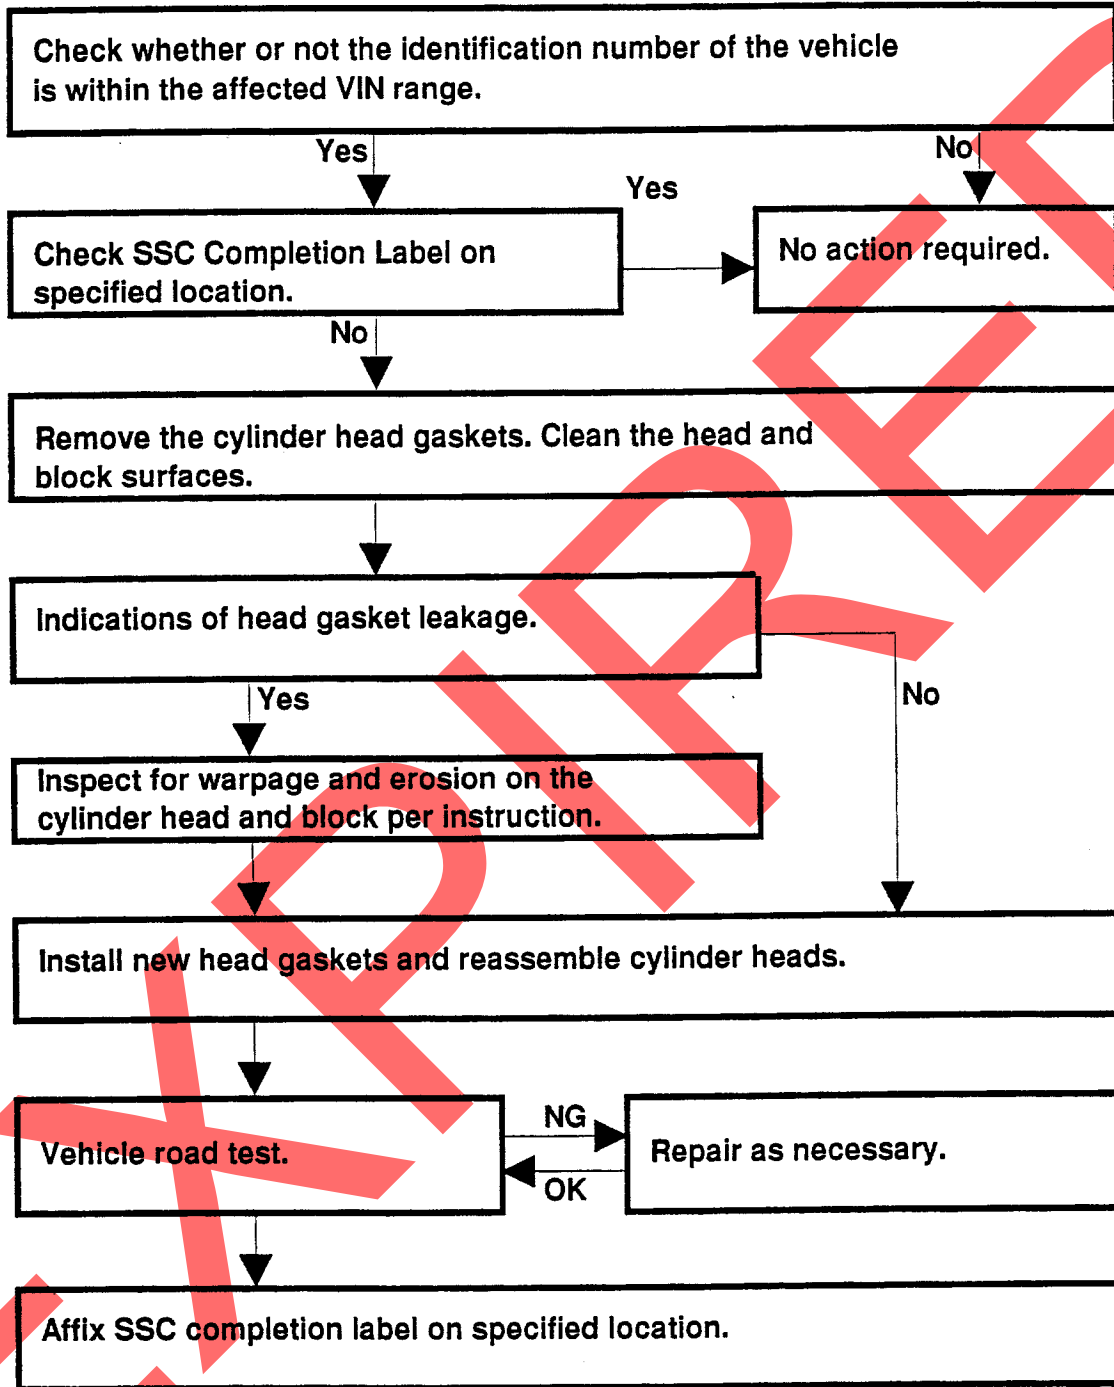 Check whether or not the identification number of the vehicle
is within the affected VIN range.
Yes
No
Yes
Check SSC Completion Label on
specified location.
No action required.
No
Remove the cylinder head gaskets. Clean the head and
block surfaces.
Indications of head gasket leakage.
Yes
No
Inspect for warpage and erosion on the
cylinder head and block per instruction.
Install new head gaskets and reassemble cylinder heads.
Vehicle road test.
NG
OK
Repair as necessary.
Affix SSC completion label on specified location.
EXPIRED